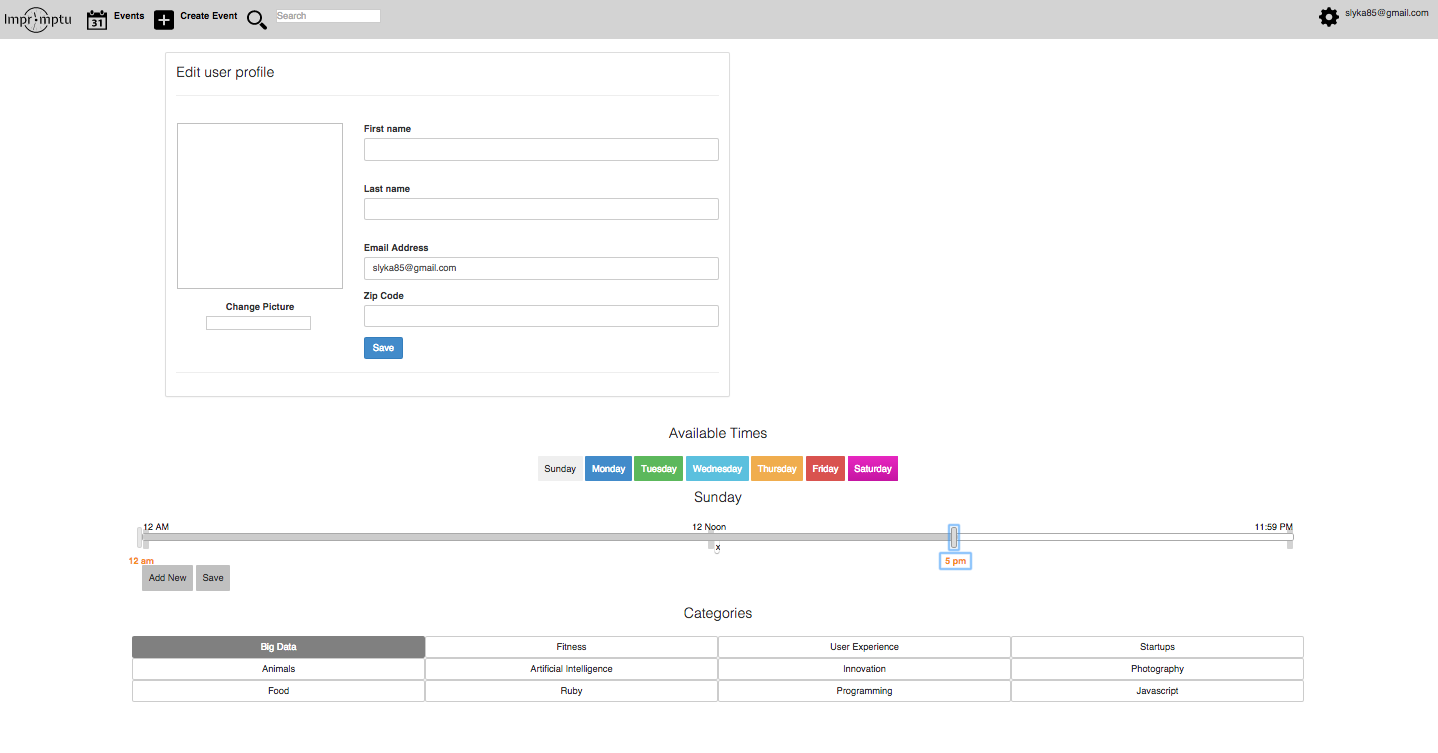 Impromptu 31 Events Create Event Search slyka85@gmail.com
Edit user profile
First name
Last name
Email Address
slyka85@gmail.com
Change Picture
Zip Code
Save
Available Times
Sunday Monday Tuesday Wednesday Thursday Friday Saturday
Sunday
12 AM 12 Noon 11:59 PM
x
12 am 5 pm
Add New Save
Categories
Big Data Fitness User Experience Startups
Animals Artificial Intelligence Innovation Photography
Food Ruby Programming Javascript